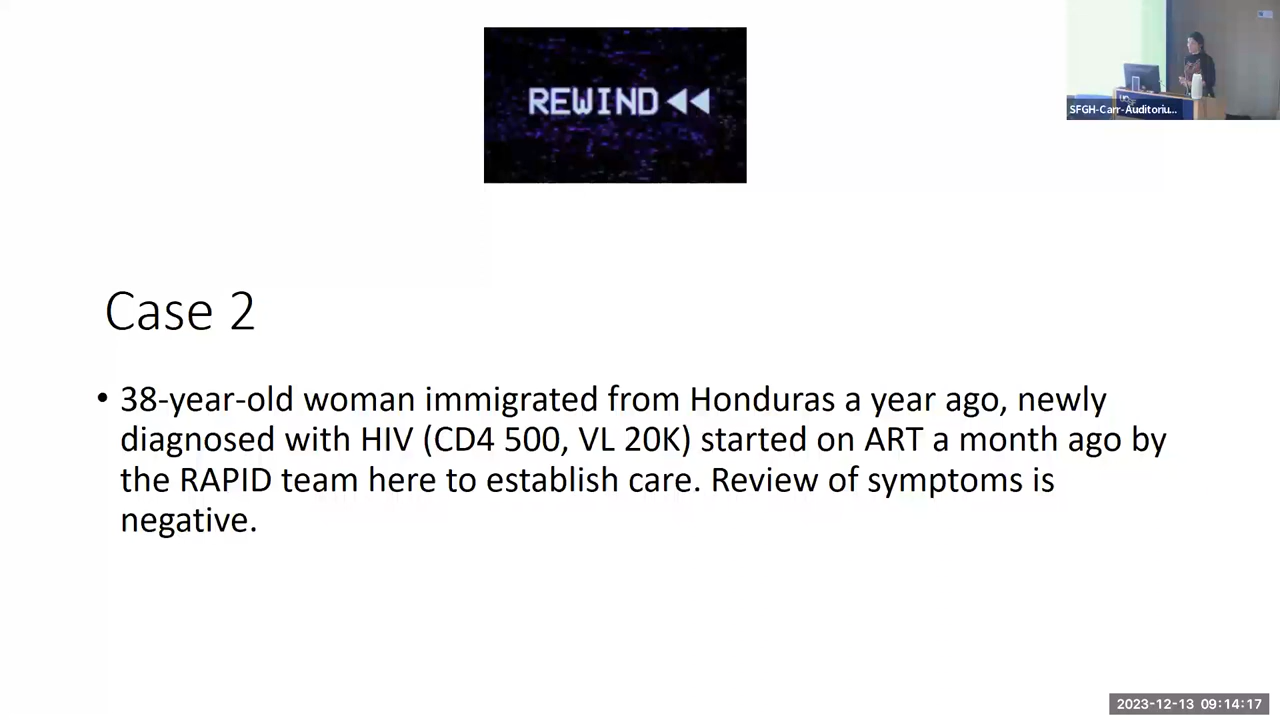 REWIND
SFGH-Carr-Auditoriu...
Case 2
• 38-year-old woman immigrated from Honduras a year ago, newly
diagnosed with HIV (CD4 500, VL 20K) started on ART a month ago by
the RAPID team here to establish care. Review of symptoms is
negative.
2023-12-13 09:14:17